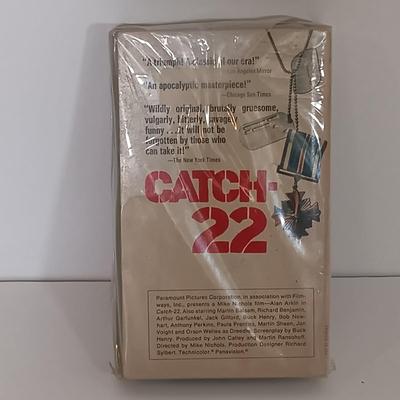 "A triumph! A classic of our era!"
—Los Angeles Mirror
"An apocalyptic masterpiece!"
—Chicago Sun-Times
"Wildly original, brutally gruesome,
vulgarly, bitterly, savagely
funny . . . It will not be
forgotten by those who
can take it!"
—The New York Times
CATCH-
22
Paramount Pictures Corporation, in association with Film-
ways, Inc., presents a Mike Nichols film—Alan Arkin in
Catch-22. Also starring Martin Balsam, Richard Benjamin,
Arthur Garfunkel, Jack Gilford, Buck Henry, Bob New-
hart, Anthony Perkins, Paula Prentiss, Martin Sheen, Jon
Voight and Orson Welles as Dreedle. Screenplay by Buck
Henry. Produced by John Calley and Martin Ransohoff.
Directed by Mike Nichols. Production Designer Richard
Sylbert. Technicolor.® Panavision.®